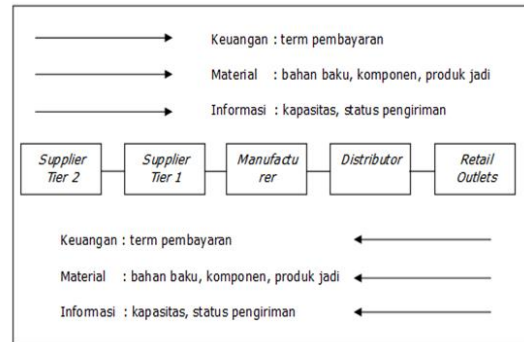 Keuangan : term pembayaran
Material : bahan baku, komponen, produk jadi
Informasi : kapasitas, status pengiriman
Supplier Tier 2
Supplier Tier 1
Manufactu rer
Distributor
Retail Outlets
Keuangan : term pembayaran
Material : bahan baku, komponen, produk jadi
Informasi : kapasitas, status pengiriman